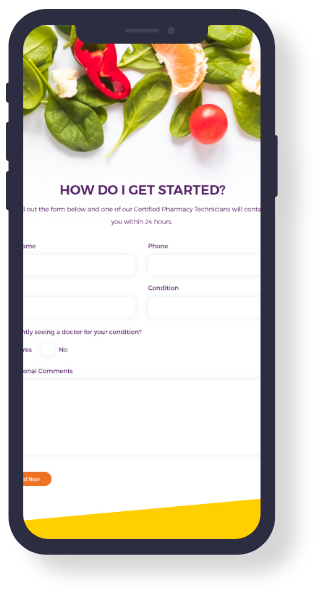 HOW DO I GET STARTED?
ll out the form below and one of our Certified Pharmacy Technicians will conta
you within 24 hours.
ame Phone
Condition
ntly seeing a doctor for your condition?
Yes No
onal Comments
d Now